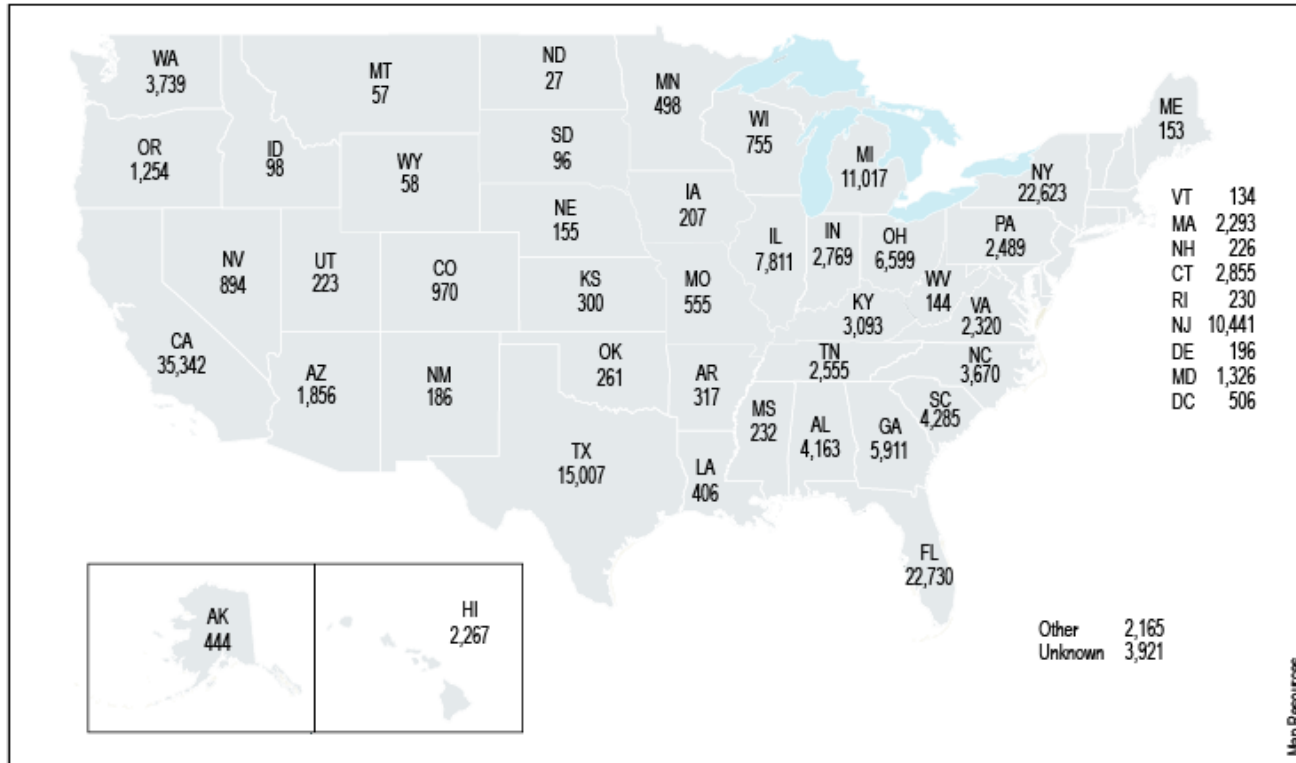 WA
3,739
MT
57
ND
27
MN
498
ME
153
OR
1,254
ID
98
WY
58
SD
96
WI
755
MI
11,017
NY
22,623
NE
155
IA
207
IL
7,811
IN
2,769
OH
6,599
PA
2,489
NV
894
UT
223
CO
970
KS
300
MO
555
KY
3,093
WV
144
VA
2,320
CA
35,342
AZ
1,856
NM
186
OK
261
AR
317
TN
2,555
NC
3,670
SC
4,285
MS
232
AL
4,163
GA
5,911
TX
15,007
LA
406
FL
22,730
VT 134
MA 2,293
NH 226
CT 2,855
RI 230
NJ 10,441
DE 196
MD 1,326
DC 506
AK
444
HI
2,267
Other 2,165
Unknown 3,921
Map Resources